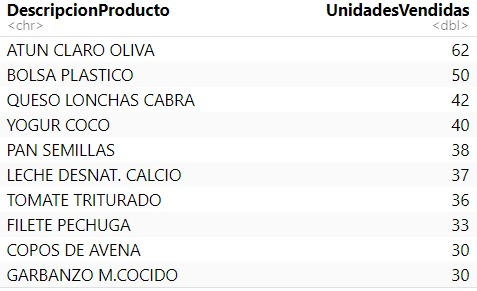 DescripcionProducto UnidadesVendidas
<chr> <dbl>
ATUN CLARO OLIVA 62
BOLSA PLASTICO 50
QUESO LONCHAS CABRA 42
YOGUR COCO 40
PAN SEMILLAS 38
LECHE DESNAT. CALCIO 37
TOMATE TRITURADO 36
FILETE PECHUGA 33
COPOS DE AVENA 30
GARBANZO M.COCIDO 30